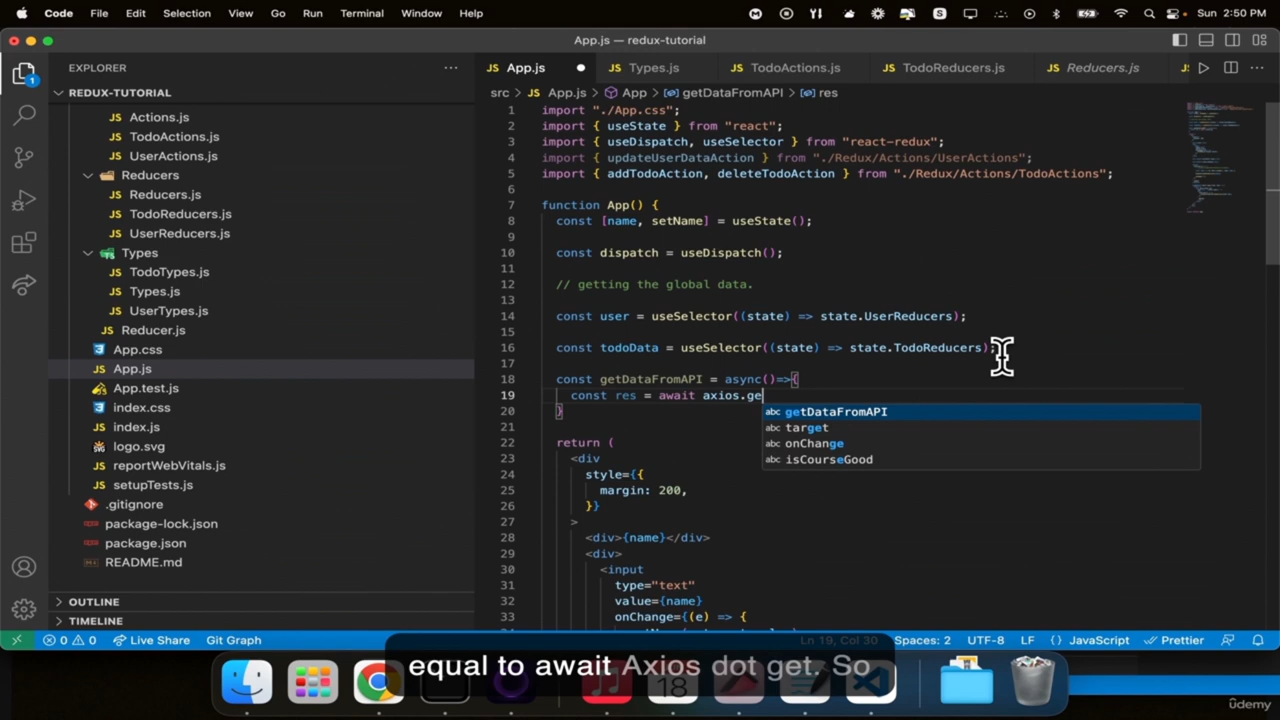 Code File Edit Selection View Go Run Terminal Window Help Sun 2:50 PM
App.js — redux-tutorial
EXPLORER
App.js Types.js TodoActions.js TodoReducers.js Reducers.js
REDUX-TUTORIAL
src > App.js > App > getDataFromAPI > res
Actions.js
TodoActions.js
UserActions.js
Reducers
Reducers.js
TodoReducers.js
UserReducers.js
Types
TodoTypes.js
Types.js
UserTypes.js
Reducer.js
App.css
App.js
App.test.js
index.css
index.js
logo.svg
reportWebVitals.js
setupTests.js
.gitignore
package-lock.json
package.json
README.md
OUTLINE
TIMELINE
1 import "./App.css";
2 import { useState } from "react";
3 import { useDispatch, useSelector } from "react-redux";
4 import { updateUserDataAction } from "./Redux/Actions/UserActions";
5 import { addTodoAction, deleteTodoAction } from "./Redux/Actions/TodoActions";
6
7 function App() {
8 const [name, setName] = useState();
9
10 const dispatch = useDispatch();
11
12 // getting the global data.
13
14 const user = useSelector((state) => state.UserReducers);
15
16 const todoData = useSelector((state) => state.TodoReducers);
17
18 const getDataFromAPI = async()=>{
19 const res = await axios.ge
20 }
21
22 return (
23 <div
24 style={{
25 margin: 200,
26 }}
27 >
28 <div>{name}</div>
29 <div>
30 <input
31 type="text"
32 value={name}
33 onChange={(e) => {
abc getDataFromAPI
abc target
abc onChange
abc isCourseGood
0 0 Live Share Git Graph Ln 19, Col 30 Spaces: 2 UTF-8 LF {} JavaScript Prettier
equal to await Axios dot get. So
18
udemy